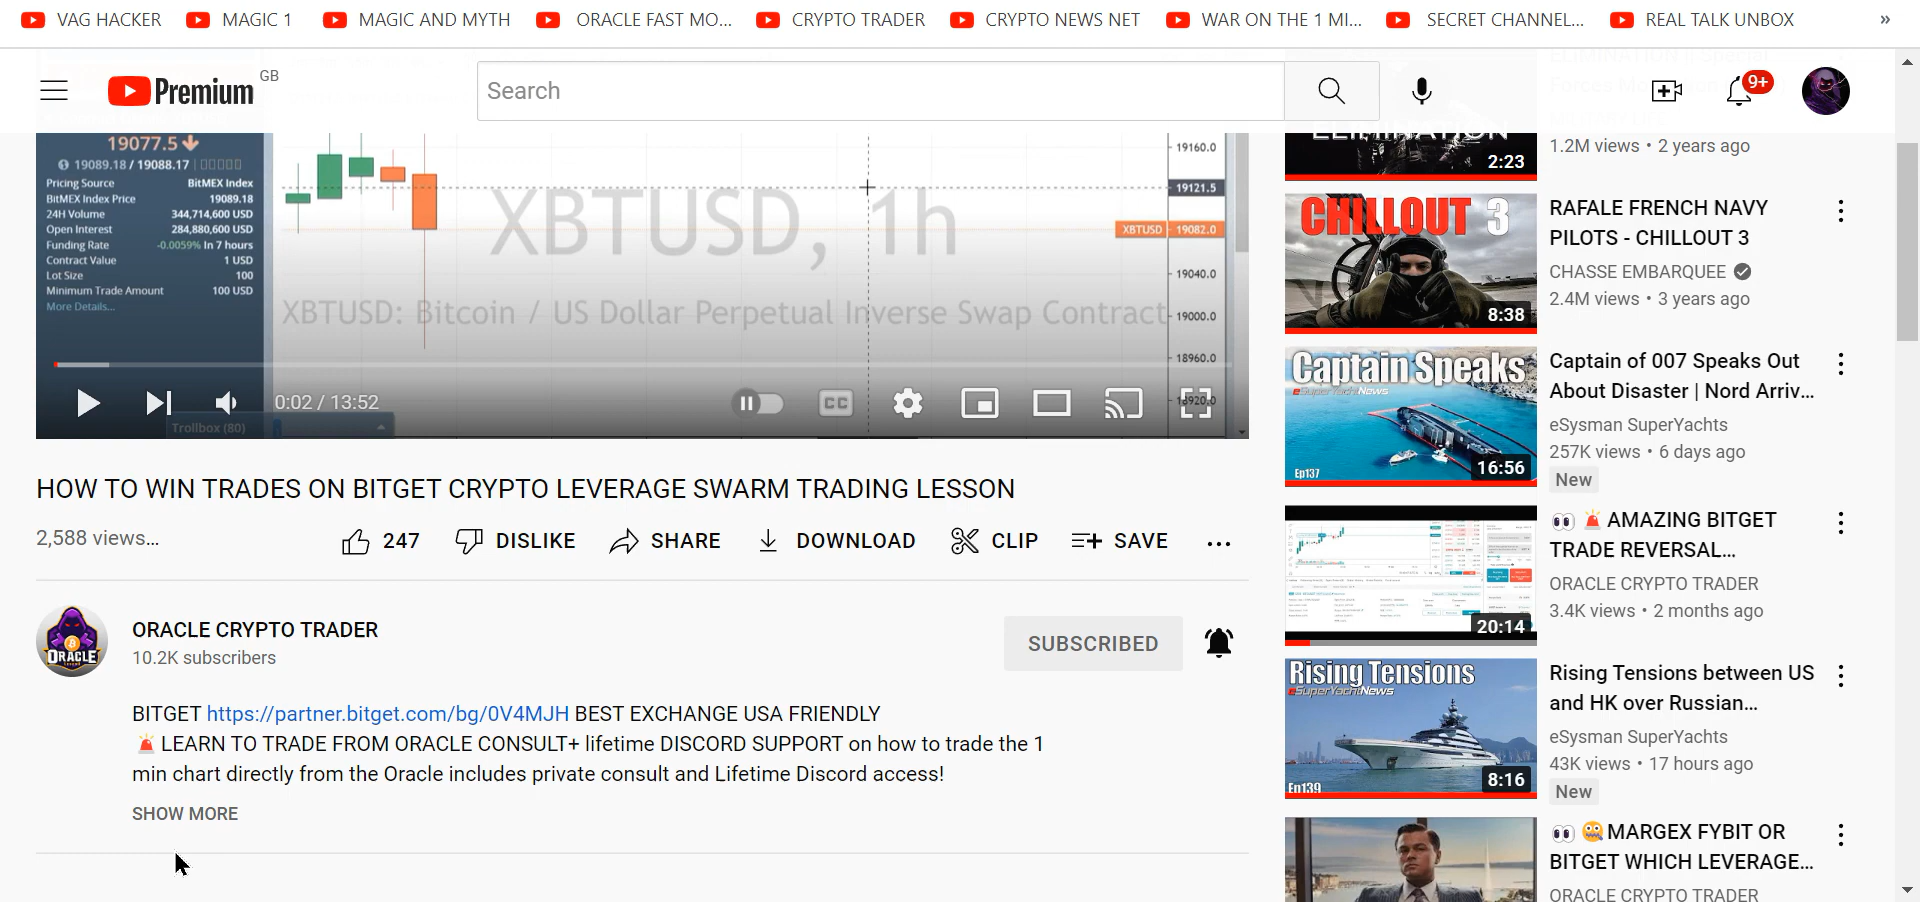 VAG HACKER MAGIC 1 MAGIC AND MYTH ORACLE FAST MO... CRYPTO TRADER CRYPTO NEWS NET WAR ON THE 1 MI... SECRET CHANNEL... REAL TALK UNBOX »
Premium GB
Search
9+
19077.5
19089.18 / 19088.17
Pricing Source BitMEX Index
BitMEX Index Price 19089.18
24H Volume 344,714,600 USD
Open Interest 284,880,600 USD
Funding Rate -0.0059% In 7 hours
Contract Value 1 USD
Lot Size 100
Minimum Trade Amount 100 USD
More Details...
XBTUSD, 1h
XBTUSD: Bitcoin / US Dollar Perpetual Inverse Swap Contract
19160.0
19121.5
XBTUSD 19082.0
19040.0
19000.0
18960.0
18920.0
0:02 / 13:52
CC
Trollbox (80)
HOW TO WIN TRADES ON BITGET CRYPTO LEVERAGE SWARM TRADING LESSON
2,588 views...
247 DISLIKE SHARE DOWNLOAD CLIP SAVE ...
ORACLE
ORACLE CRYPTO TRADER
10.2K subscribers
SUBSCRIBED
BITGET https://partner.bitget.com/bg/0V4MJH BEST EXCHANGE USA FRIENDLY
LEARN TO TRADE FROM ORACLE CONSULT+ lifetime DISCORD SUPPORT on how to trade the 1
min chart directly from the Oracle includes private consult and Lifetime Discord access!
SHOW MORE
ELIMINATION
2:23
1.2M views • 2 years ago
CHILLOUT 3
8:38
RAFALE FRENCH NAVY
PILOTS - CHILLOUT 3
CHASSE EMBARQUEE
2.4M views • 3 years ago
Captain Speaks
eSuperYachtNews
Ep137
16:56
Captain of 007 Speaks Out
About Disaster | Nord Arriv...
eSysman SuperYachts
257K views • 6 days ago
New
20:14
AMAZING BITGET
TRADE REVERSAL...
ORACLE CRYPTO TRADER
3.4K views • 2 months ago
Rising Tensions
eSuperYachtNews
Ep139
8:16
Rising Tensions between US
and HK over Russian...
eSysman SuperYachts
43K views • 17 hours ago
New
MARGEX FYBIT OR
BITGET WHICH LEVERAGE...
ORACLE CRYPTO TRADER